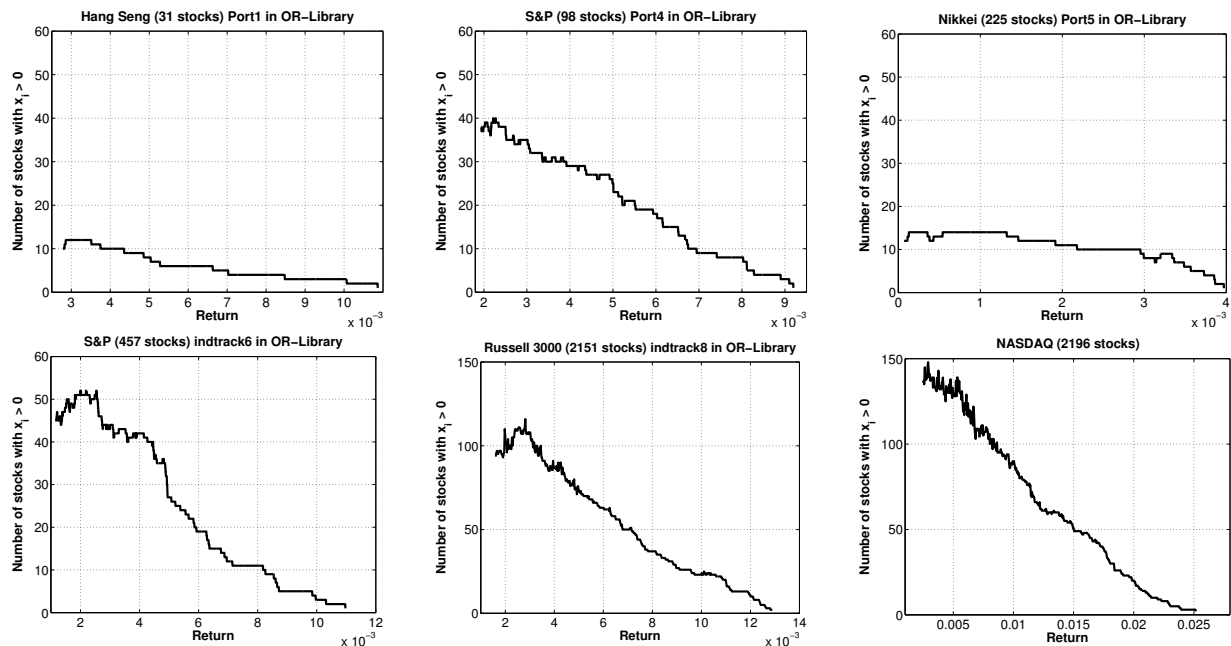 Hang Seng (31 stocks) Port1 in OR-Library
60
50
40
30
20
10
0
Number of stocks with x_i > 0
3 4 5 6 7 8 9 10
Return
x 10^-3
S&P (98 stocks) Port4 in OR-Library
60
50
40
30
20
10
0
Number of stocks with x_i > 0
2 3 4 5 6 7 8 9
Return
x 10^-3
Nikkei (225 stocks) Port5 in OR-Library
60
50
40
30
20
10
0
Number of stocks with x_i > 0
0 1 2 3 4
Return
x 10^-3
S&P (457 stocks) indtrack6 in OR-Library
60
50
40
30
20
10
0
Number of stocks with x_i > 0
2 4 6 8 10 12
Return
x 10^-3
Russell 3000 (2151 stocks) indtrack8 in OR-Library
150
100
50
0
Number of stocks with x_i > 0
2 4 6 8 10 12 14
Return
x 10^-3
NASDAQ (2196 stocks)
150
100
50
0
Number of stocks with x_i > 0
0.005 0.01 0.015 0.02 0.025
Return